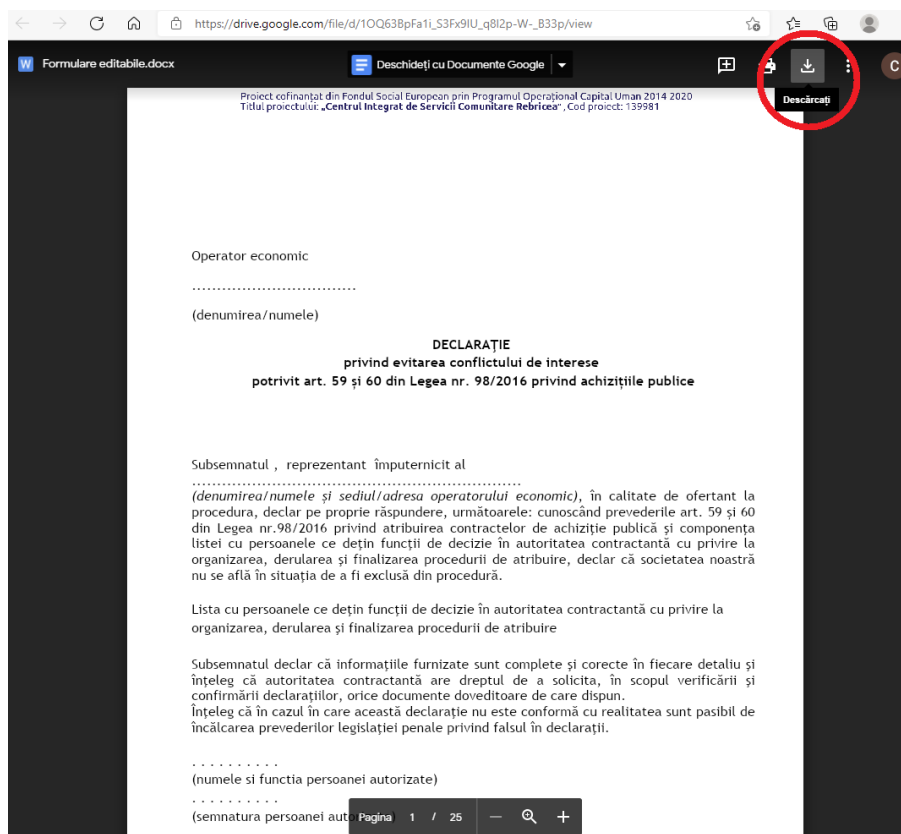 https://drive.google.com/file/d/1OQ63BpFa1i_S3Fx9IU_q8I2p-W-_B33p/view
W Formulare editabile.docx
Deschideți cu Documente Google
C
Descărcați
Proiect cofinanțat din Fondul Social European prin Programul Operațional Capital Uman 2014 2020
Titlul proiectului: „Centrul Integrat de Servicii Comunitare Rebricea", Cod proiect: 139981
Operator economic
.................................
(denumirea/numele)
DECLARAȚIE
privind evitarea conflictului de interese
potrivit art. 59 și 60 din Legea nr. 98/2016 privind achizițiile publice
Subsemnatul , reprezentant împuternicit al
..................................................................
(denumirea/numele și sediul/adresa operatorului economic), în calitate de ofertant la
procedura, declar pe proprie răspundere, următoarele: cunoscând prevederile art. 59 și 60
din Legea nr.98/2016 privind atribuirea contractelor de achiziție publică și componența
listei cu persoanele ce dețin funcții de decizie în autoritatea contractantă cu privire la
organizarea, derularea și finalizarea procedurii de atribuire, declar că societatea noastră
nu se află în situația de a fi exclusă din procedură.
Lista cu persoanele ce dețin funcții de decizie în autoritatea contractantă cu privire la
organizarea, derularea și finalizarea procedurii de atribuire
Subsemnatul declar că informațiile furnizate sunt complete și corecte în fiecare detaliu și
înțeleg că autoritatea contractantă are dreptul de a solicita, în scopul verificării și
confirmării declarațiilor, orice documente doveditoare de care dispun.
Înțeleg că în cazul în care această declarație nu este conformă cu realitatea sunt pasibil de
încălcarea prevederilor legislației penale privind falsul în declarații.
. . . . . . . . . .
(numele si functia persoanei autorizate)
. . . . . . . . . .
(semnatura persoanei auto
Pagina 1 / 25